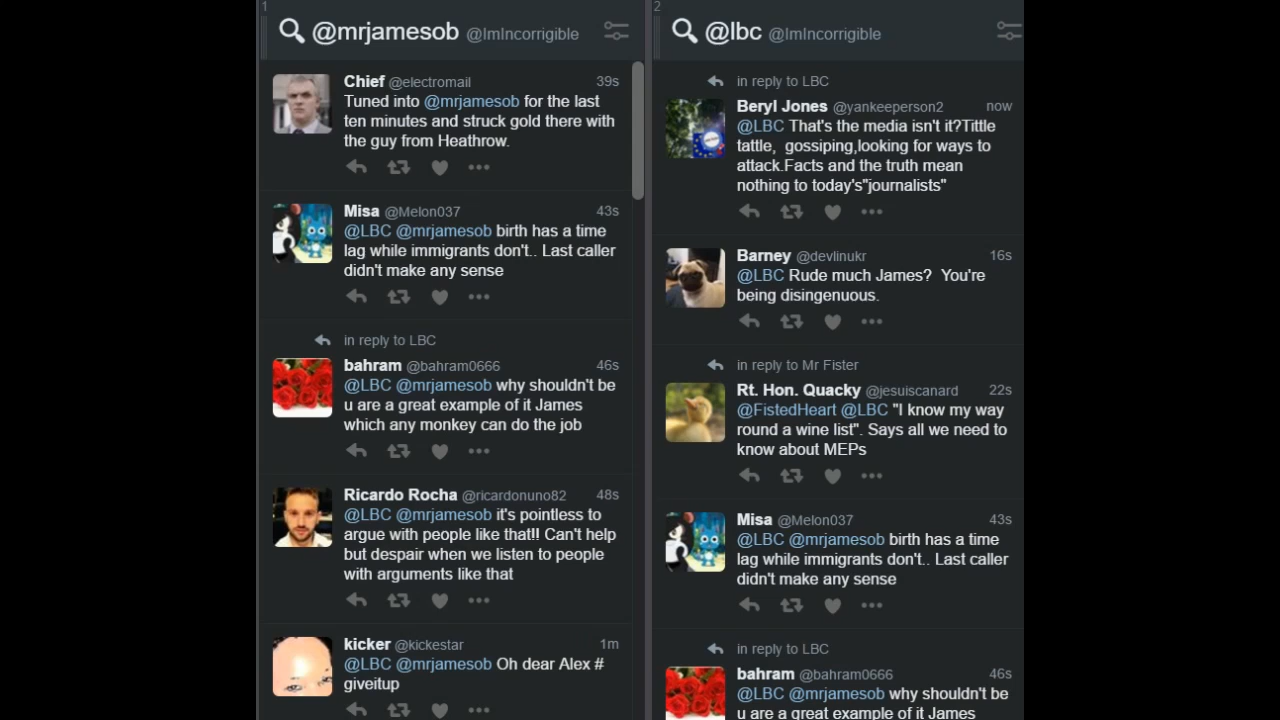 1
@mrjamesob @ImIncorrigible
Chief @electromail 39s
Tuned into @mrjamesob for the last
ten minutes and struck gold there with
the guy from Heathrow.
Misa @Melon037 43s
@LBC @mrjamesob birth has a time
lag while immigrants don't.. Last caller
didn't make any sense
in reply to LBC
bahram @bahram0666 46s
@LBC @mrjamesob why shouldn't be
u are a great example of it James
which any monkey can do the job
Ricardo Rocha @ricardonuno82 48s
@LBC @mrjamesob it's pointless to
argue with people like that!! Can't help
but despair when we listen to people
with arguments like that
kicker @kickestar 1m
@LBC @mrjamesob Oh dear Alex #
giveitup
2
@lbc @ImIncorrigible
in reply to LBC
Beryl Jones @yankeeperson2 now
@LBC That's the media isn't it?Tittle
tattle,  gossiping,looking for ways to
attack.Facts and the truth mean
nothing to today's"journalists"
Barney @devlinukr 16s
@LBC Rude much James?  You're
being disingenuous.
in reply to Mr Fister
Rt. Hon. Quacky @jesuiscanard 22s
@FistedHeart @LBC "I know my way
round a wine list". Says all we need to
know about MEPs
Misa @Melon037 43s
@LBC @mrjamesob birth has a time
lag while immigrants don't.. Last caller
didn't make any sense
in reply to LBC
bahram @bahram0666 46s
@LBC @mrjamesob why shouldn't be
u are a great example of it James